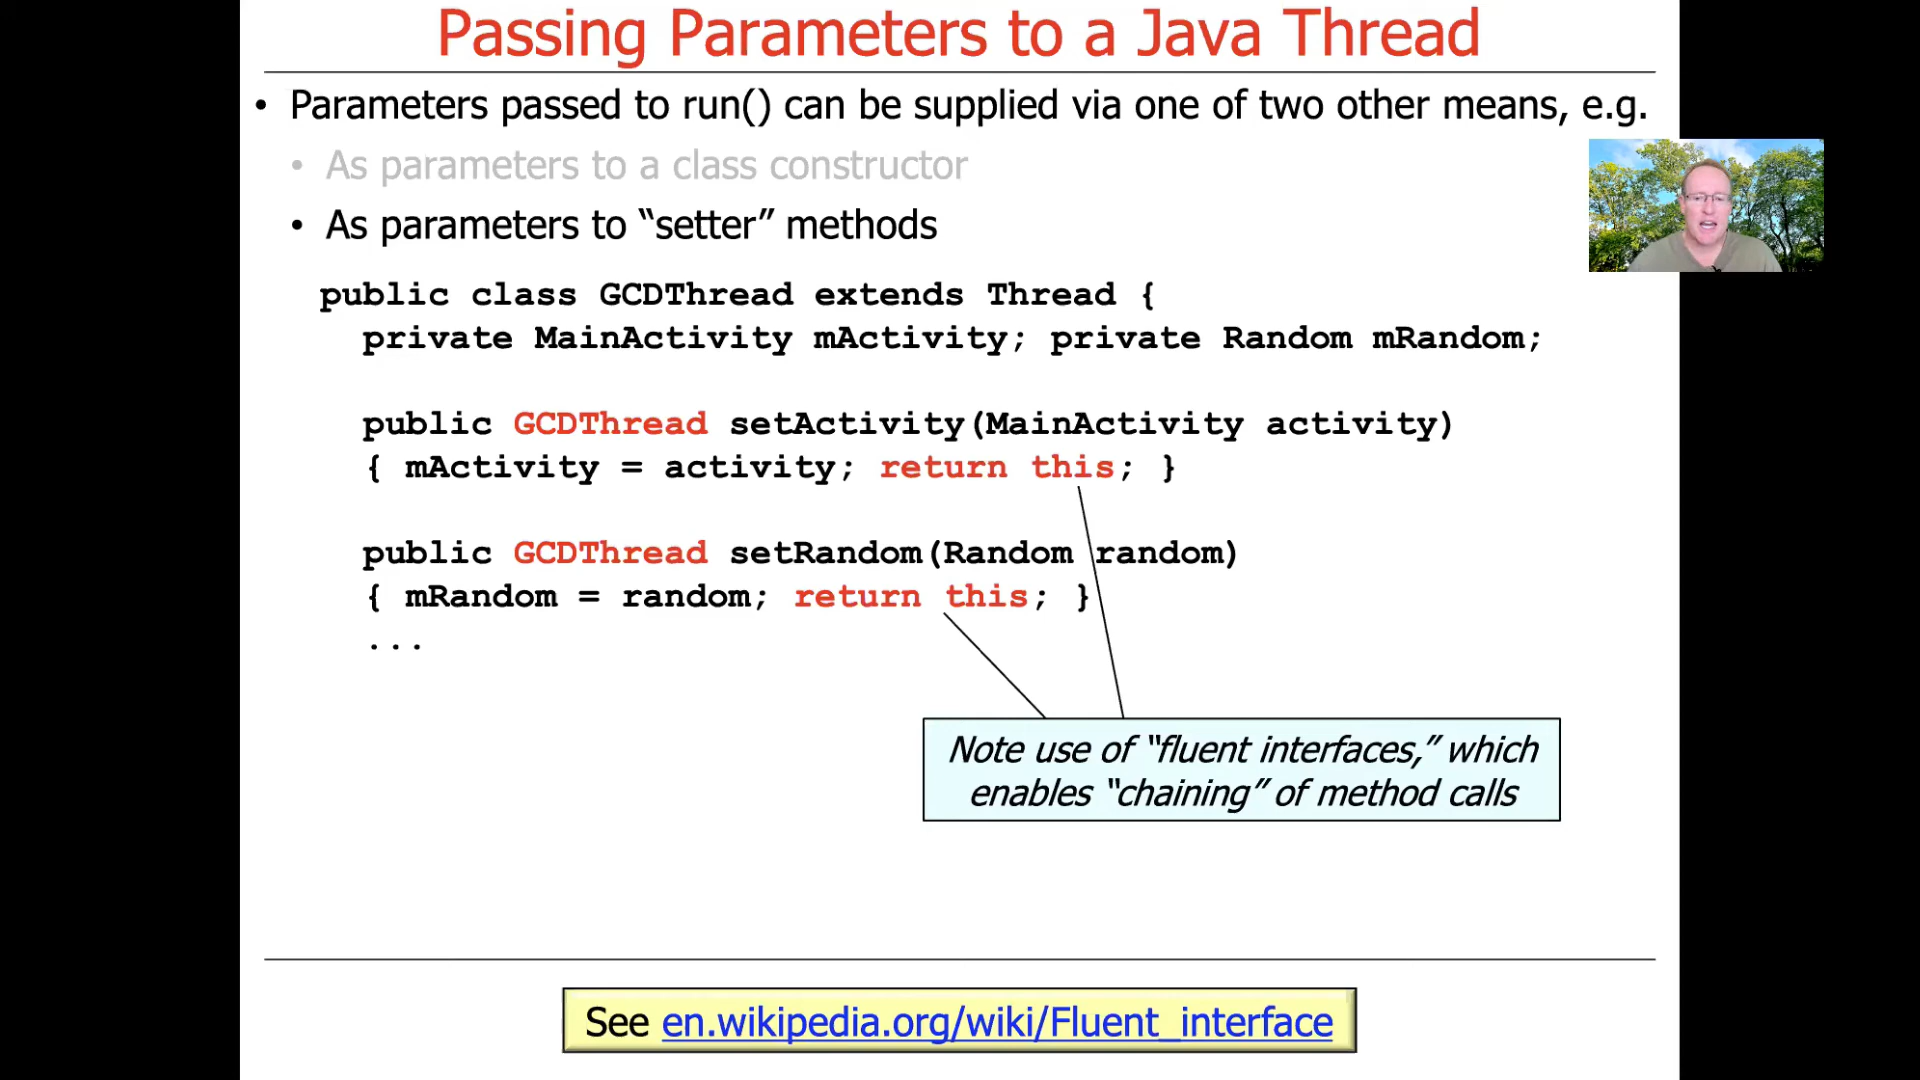 Passing Parameters to a Java Thread
• Parameters passed to run() can be supplied via one of two other means, e.g.
• As parameters to a class constructor
• As parameters to “setter” methods
public class GCDThread extends Thread {
private MainActivity mActivity; private Random mRandom;
public GCDThread setActivity(MainActivity activity)
{ mActivity = activity; return this; }
public GCDThread setRandom(Random random)
{ mRandom = random; return this; }
...
Note use of “fluent interfaces,” which
enables “chaining” of method calls
See en.wikipedia.org/wiki/Fluent_interface